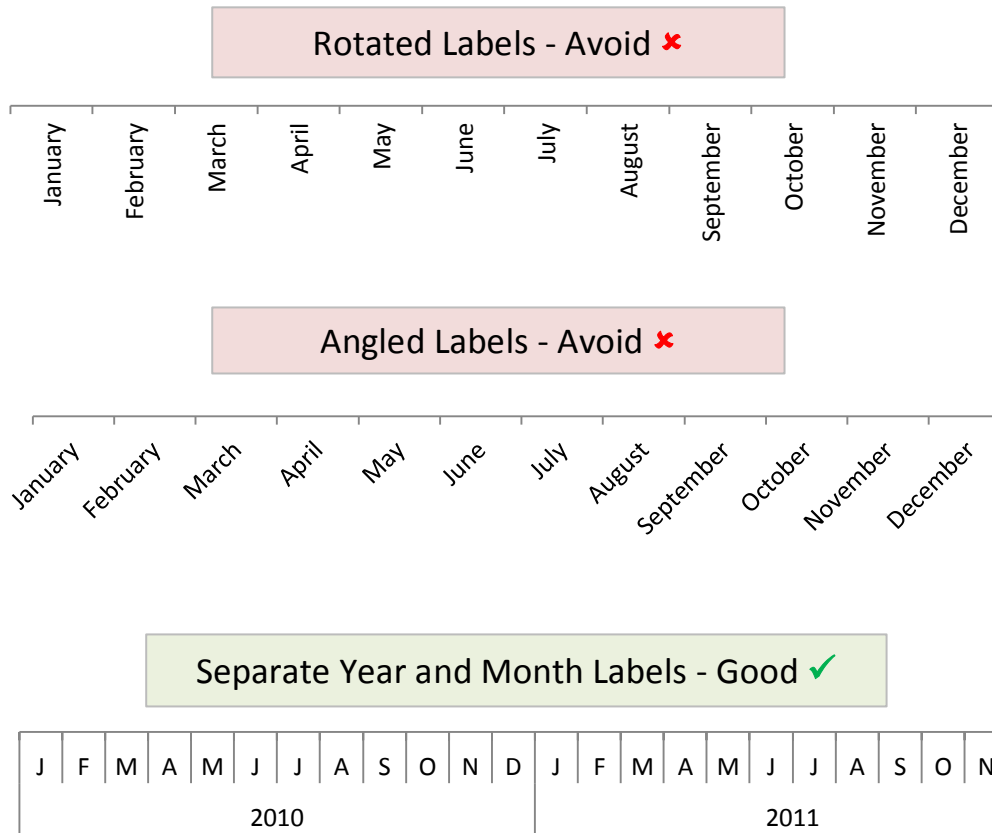 Rotated Labels - Avoid ✘
January February March April May June July August September October November December
Angled Labels - Avoid ✘
January February March April May June July August September October November December
Separate Year and Month Labels - Good ✓
J F M A M J J A S O N D J F M A M J J A S O N
2010 2011